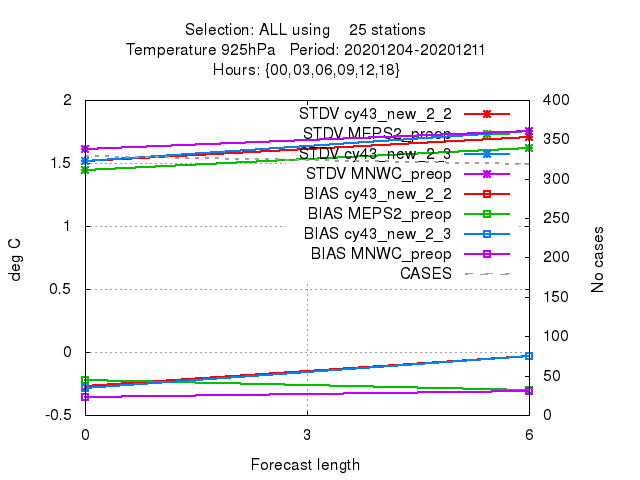 Selection: ALL using 25 stations
Temperature 925hPa Period: 20201204-20201211
Hours: {00,03,06,09,12,18}
2
1.5
1
0.5
0
-0.5
400
350
300
250
200
150
100
50
0
deg C
No cases
STDV cy43_new_2_2
STDV MEPS2_preop
STDV cy43_new_2_3
STDV MNWC_preop
BIAS cy43_new_2_2
BIAS MEPS2_preop
BIAS cy43_new_2_3
BIAS MNWC_preop
CASES
0 3 6
Forecast length